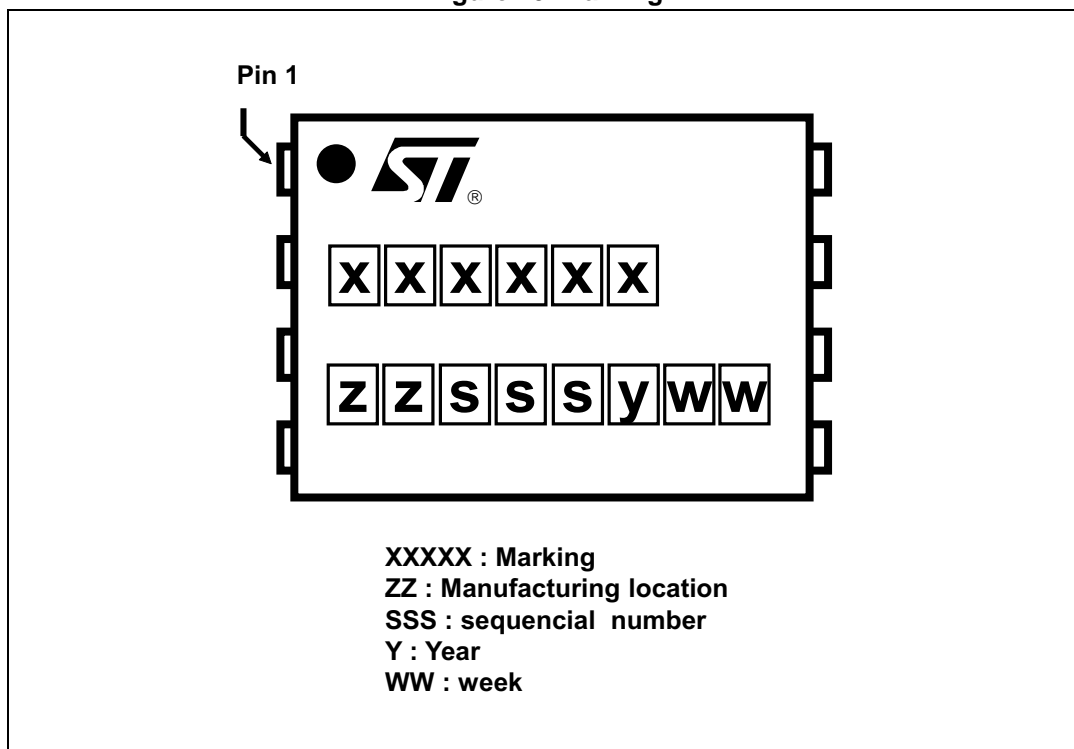 Pin 1
ST®
xxxxxx
zzsssyww
XXXXX : Marking
ZZ : Manufacturing location
SSS : sequencial number
Y : Year
WW : week